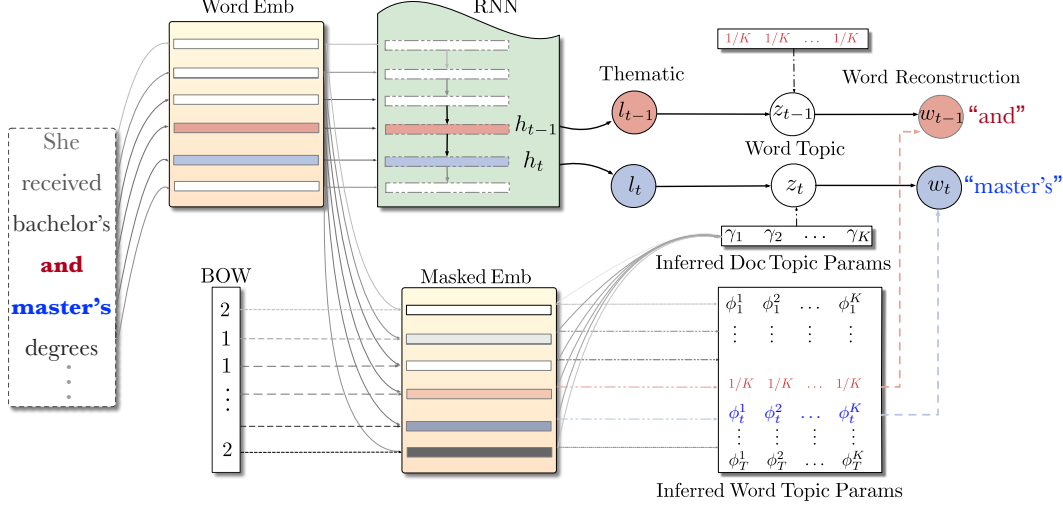 Word Emb
RNN
1/K 1/K ... 1/K
Thematic
Word Reconstruction
h_{t-1}
l_{t-1}
z_{t-1}
w_{t-1}
“and”
Word Topic
h_t
l_t
z_t
w_t
“master’s”
She
received
bachelor’s
and
master’s
degrees
⋮
γ_1 γ_2 ... γ_K
Inferred Doc Topic Params
BOW
2
1
1
⋮
2
Masked Emb
ϕ_1^1 ϕ_1^2 ... ϕ_1^K
⋮ ⋮ ⋮ ⋮
1/K 1/K ... 1/K
ϕ_t^1 ϕ_t^2 ... ϕ_t^K
⋮ ⋮ ⋮ ⋮
ϕ_T^1 ϕ_T^2 ... ϕ_T^K
Inferred Word Topic Params